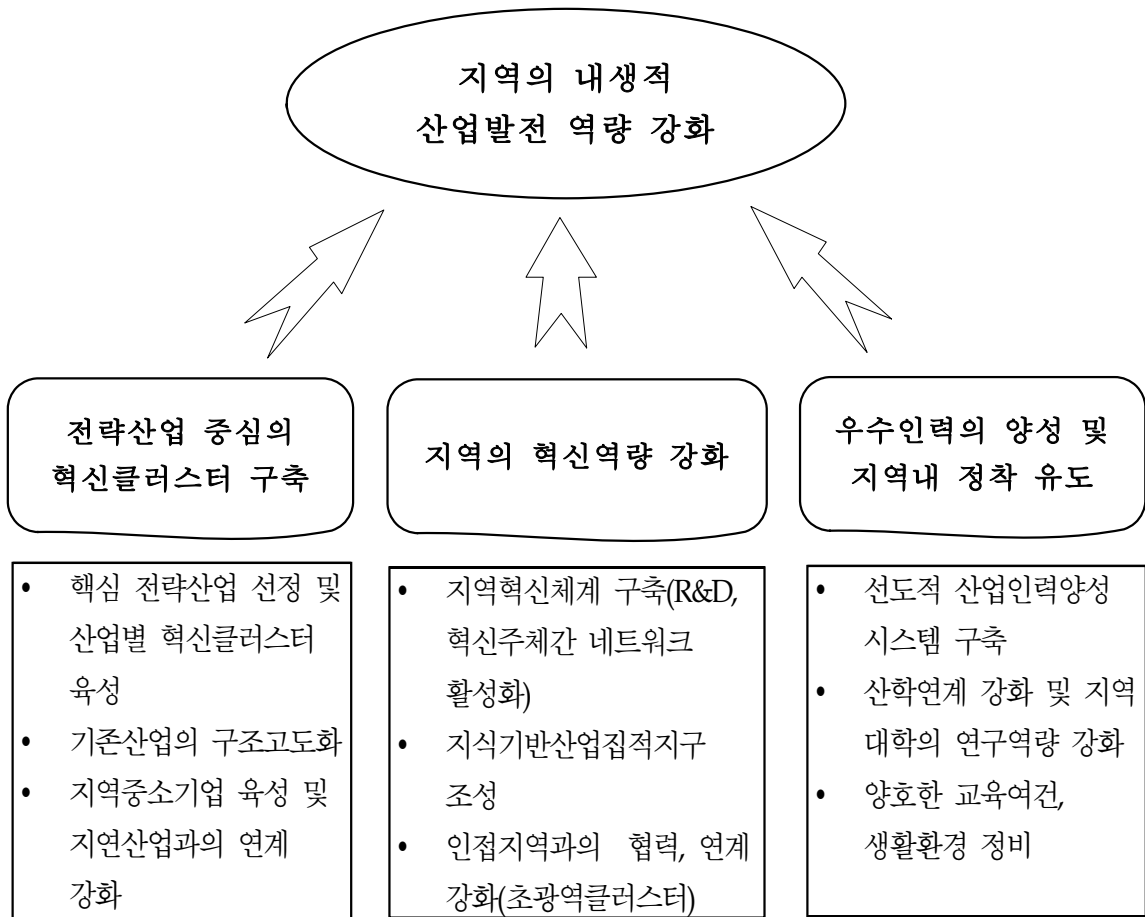 지역의 내생적
산업발전 역량 강화
전략산업 중심의
혁신클러스터 구축
지역의 혁신역량 강화
우수인력의 양성 및
지역내 정착 유도
• 핵심 전략산업 선정 및
산업별 혁신클러스터
육성
• 기존산업의 구조고도화
• 지역중소기업 육성 및
지연산업과의 연계
강화
• 지역혁신체계 구축(R&D,
혁신주체간 네트워크
활성화)
• 지식기반산업집적지구
조성
• 인접지역과의 협력, 연계
강화(초광역클러스터)
• 선도적 산업인력양성
시스템 구축
• 산학연계 강화 및 지역
대학의 연구역량 강화
• 양호한 교육여건,
생활환경 정비